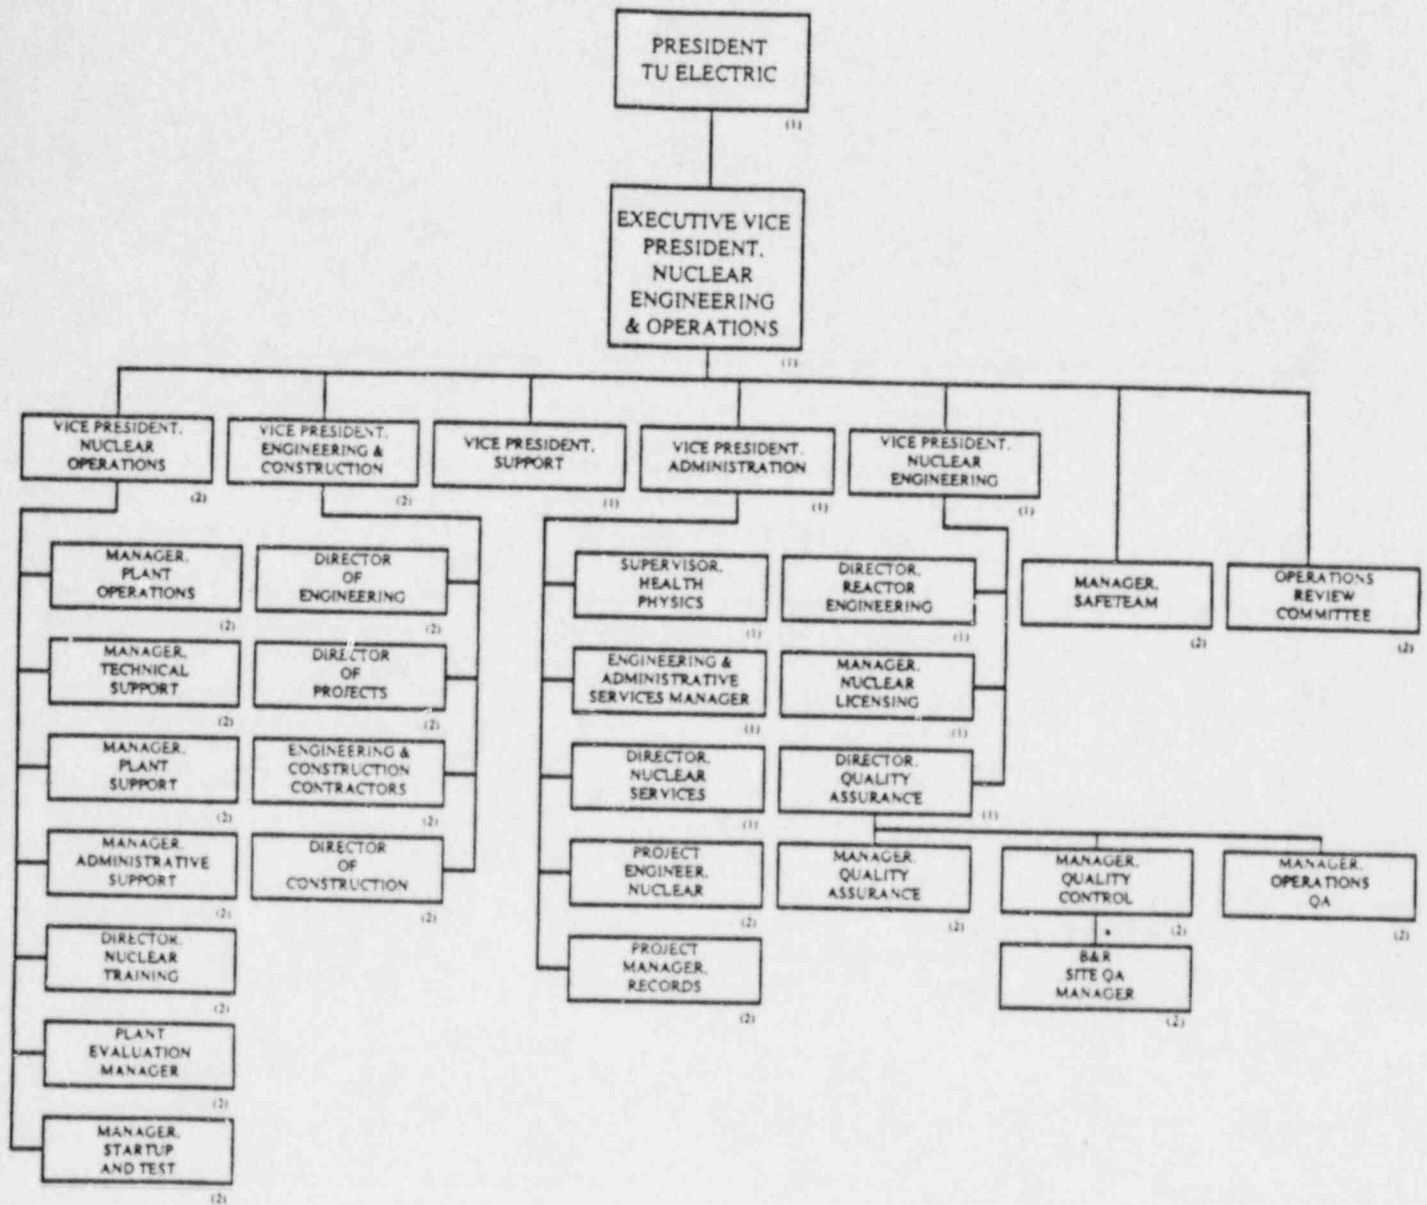 PRESIDENT
TU ELECTRIC
(1)
EXECUTIVE VICE
PRESIDENT,
NUCLEAR
ENGINEERING
& OPERATIONS
(1)
VICE PRESIDENT,
NUCLEAR
OPERATIONS
(2)
VICE PRESIDENT,
ENGINEERING &
CONSTRUCTION
(2)
VICE PRESIDENT,
SUPPORT
(1)
VICE PRESIDENT,
ADMINISTRATION
(1)
VICE PRESIDENT,
NUCLEAR
ENGINEERING
(1)
MANAGER,
PLANT
OPERATIONS
(2)
DIRECTOR
OF
ENGINEERING
(2)
SUPERVISOR,
HEALTH
PHYSICS
(1)
DIRECTOR,
REACTOR
ENGINEERING
(1)
MANAGER,
SAFETEAM
(2)
OPERATIONS
REVIEW
COMMITTEE
(2)
MANAGER,
TECHNICAL
SUPPORT
(2)
DIRECTOR
OF
PROJECTS
(2)
ENGINEERING &
ADMINISTRATIVE
SERVICES MANAGER
(1)
MANAGER,
NUCLEAR
LICENSING
(1)
MANAGER,
PLANT
SUPPORT
(2)
ENGINEERING &
CONSTRUCTION
CONTRACTORS
(2)
DIRECTOR,
NUCLEAR
SERVICES
(1)
DIRECTOR,
QUALITY
ASSURANCE
(1)
MANAGER,
ADMINISTRATIVE
SUPPORT
(2)
DIRECTOR
OF
CONSTRUCTION
(2)
PROJECT
ENGINEER,
NUCLEAR
(2)
MANAGER,
QUALITY
ASSURANCE
(2)
MANAGER,
QUALITY
CONTROL
(2)
MANAGER,
OPERATIONS
QA
(2)
DIRECTOR,
NUCLEAR
TRAINING
(2)
PROJECT
MANAGER,
RECORDS
(2)
*
B&R
SITE QA
MANAGER
(2)
PLANT
EVALUATION
MANAGER
(2)
MANAGER,
STARTUP
AND TEST
(2)